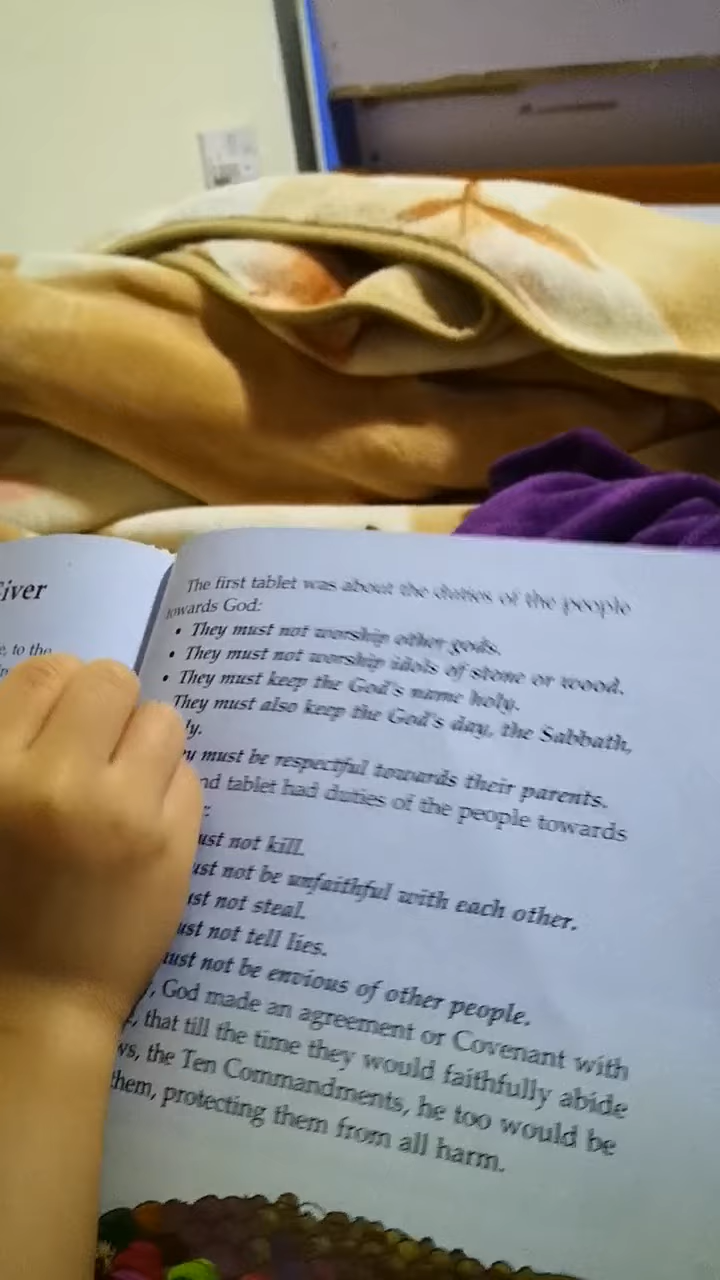 iver
e, to the
The first tablet was about the duties of the people
towards God:
• They must not worship other gods.
• They must not worship idols of stone or wood.
• They must keep the God's name holy.
They must also keep the God's day, the Sabbath,
ly.
y must be respectful towards their parents.
nd tablet had duties of the people towards
r:
ust not kill.
ust not be unfaithful with each other.
ust not steal.
ust not tell lies.
ust not be envious of other people.
, God made an agreement or Covenant with
, that till the time they would faithfully abide
ws, the Ten Commandments, he too would be
them, protecting them from all harm.